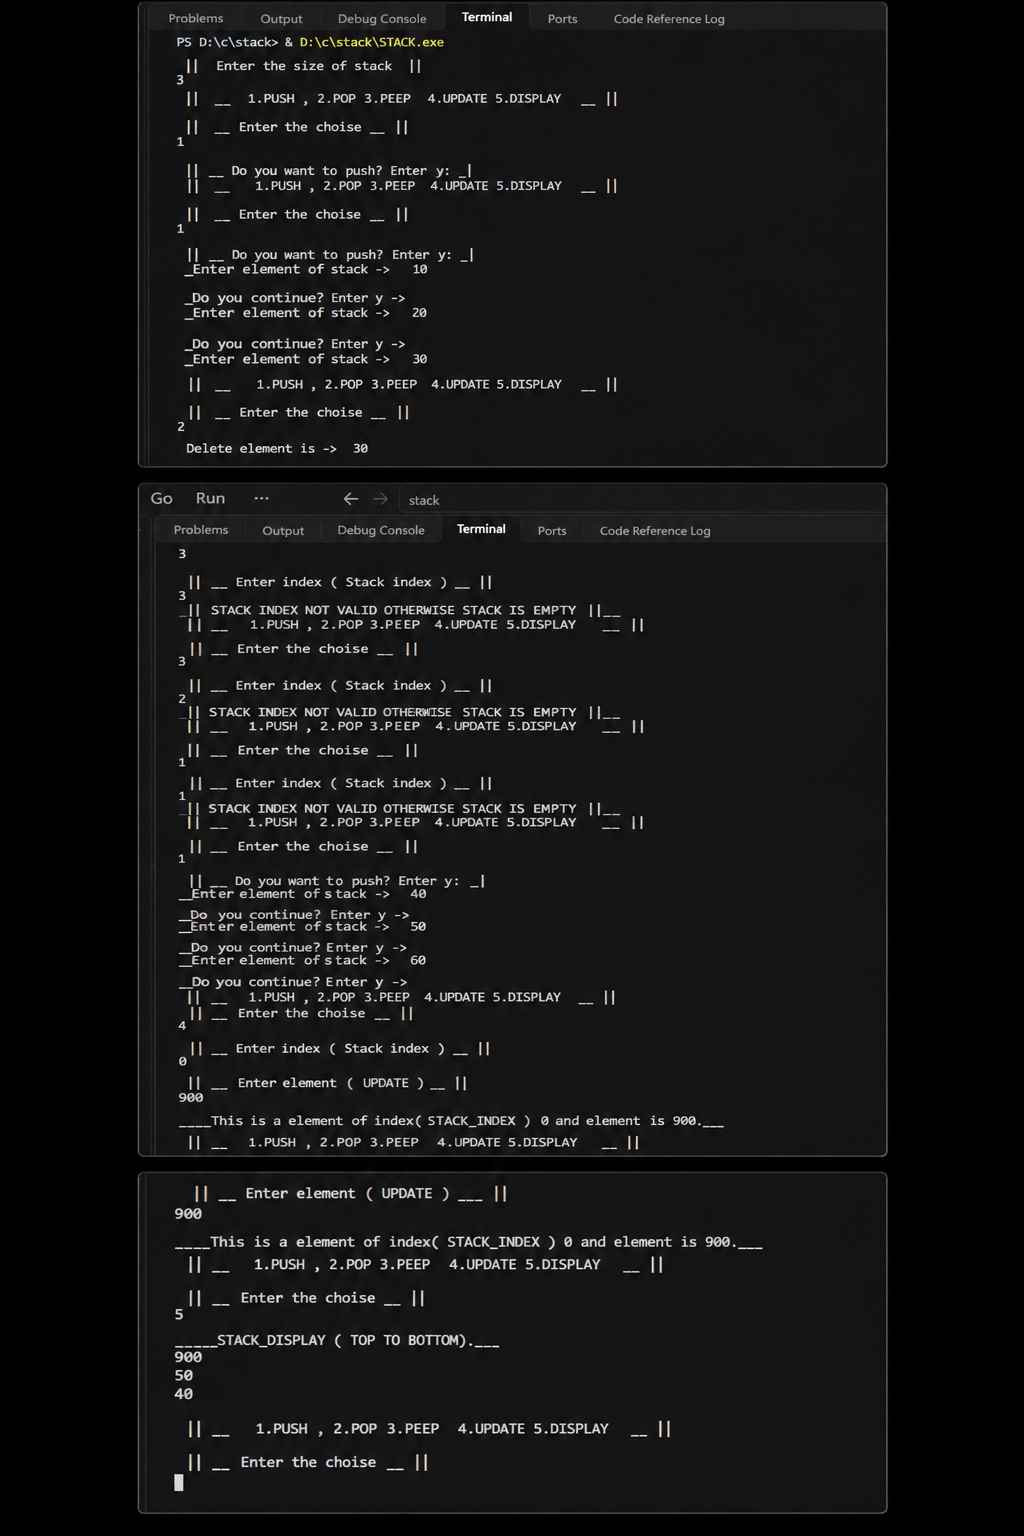 Problems Output Debug Console Terminal Ports Code Reference Log
PS D:\c\stack> & D:\c\stack\STACK.exe
|| Enter the size of stack ||
3
|| __ 1.PUSH , 2.POP 3.PEEP 4.UPDATE 5.DISPLAY __ ||
|| __ Enter the choise __ ||
1
|| __ Do you want to push? Enter y: _|
|| __ 1.PUSH , 2.POP 3.PEEP 4.UPDATE 5.DISPLAY __ ||
|| __ Enter the choise __ ||
1
|| __ Do you want to push? Enter y: _|
_Enter element of stack -> 10
_Do you continue? Enter y ->
_Enter element of stack -> 20
_Do you continue? Enter y ->
_Enter element of stack -> 30
|| __ 1.PUSH , 2.POP 3.PEEP 4.UPDATE 5.DISPLAY __ ||
|| __ Enter the choise __ ||
2
Delete element is -> 30
Go Run ··· ← → stack
Problems Output Debug Console Terminal Ports Code Reference Log
3
|| __ Enter index ( Stack index ) __ ||
3
_|| STACK INDEX NOT VALID OTHERWISE STACK IS EMPTY ||__
|| __ 1.PUSH , 2.POP 3.PEEP 4.UPDATE 5.DISPLAY __ ||
|| __ Enter the choise __ ||
3
|| __ Enter index ( Stack index ) __ ||
2
_|| STACK INDEX NOT VALID OTHERWISE STACK IS EMPTY ||__
|| __ 1.PUSH , 2.POP 3.PEEP 4.UPDATE 5.DISPLAY __ ||
|| __ Enter the choise __ ||
1
|| __ Enter index ( Stack index ) __ ||
1
_|| STACK INDEX NOT VALID OTHERWISE STACK IS EMPTY ||__
|| __ 1.PUSH , 2.POP 3.PEEP 4.UPDATE 5.DISPLAY __ ||
|| __ Enter the choise __ ||
1
|| __ Do you want to push? Enter y: _|
__Enter element of stack -> 40
__Do you continue? Enter y ->
__Enter element of stack -> 50
__Do you continue? Enter y ->
__Enter element of stack -> 60
__Do you continue? Enter y ->
|| __ 1.PUSH , 2.POP 3.PEEP 4.UPDATE 5.DISPLAY __ ||
|| __ Enter the choise __ ||
4
|| __ Enter index ( Stack index ) __ ||
0
|| __ Enter element ( UPDATE ) __ ||
900
____This is a element of index( STACK_INDEX ) 0 and element is 900.___
|| __ 1.PUSH , 2.POP 3.PEEP 4.UPDATE 5.DISPLAY __ ||
|| __ Enter element ( UPDATE ) ___ ||
900
____This is a element of index( STACK_INDEX ) 0 and element is 900.___
|| __ 1.PUSH , 2.POP 3.PEEP 4.UPDATE 5.DISPLAY __ ||
|| __ Enter the choise __ ||
5
_____STACK_DISPLAY ( TOP TO BOTTOM).___
900
50
40
|| __ 1.PUSH , 2.POP 3.PEEP 4.UPDATE 5.DISPLAY __ ||
|| __ Enter the choise __ ||